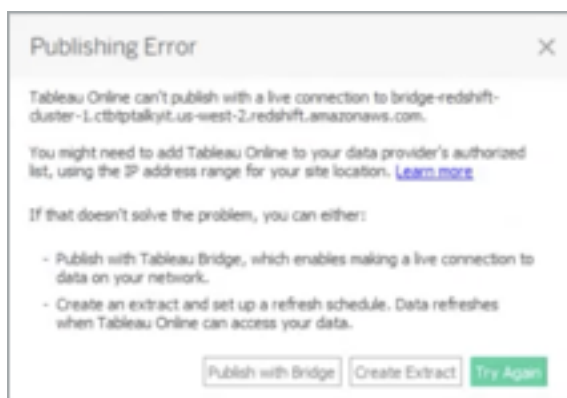 Publishing Error
Tableau Online can't publish with a live connection to bridge-redshift-
cluster-1.ctbtptalkyit.us-west-2.redshift.amazonaws.com.
You might need to add Tableau Online to your data provider's authorized
list, using the IP address range for your site location. Learn more
If that doesn't solve the problem, you can either:
- Publish with Tableau Bridge, which enables making a live connection to
data on your network.
- Create an extract and set up a refresh schedule. Data refreshes
when Tableau Online can access your data.
Publish with Bridge Create Extract Try Again